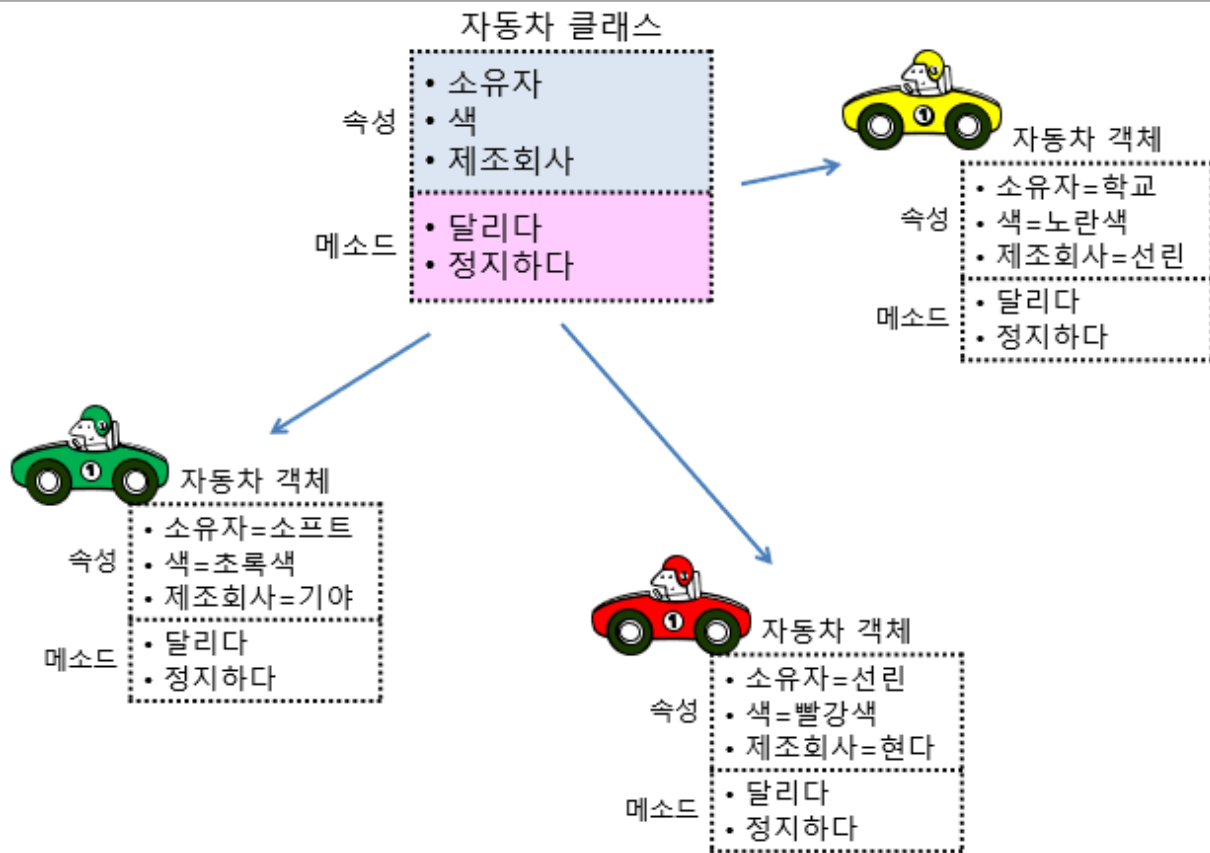 자동차 클래스
속성
• 소유자
• 색
• 제조회사
메소드
• 달리다
• 정지하다
1
자동차 객체
속성
• 소유자=학교
• 색=노란색
• 제조회사=선린
메소드
• 달리다
• 정지하다
1
자동차 객체
속성
• 소유자=소프트
• 색=초록색
• 제조회사=기야
메소드
• 달리다
• 정지하다
1
자동차 객체
속성
• 소유자=선린
• 색=빨강색
• 제조회사=현다
메소드
• 달리다
• 정지하다